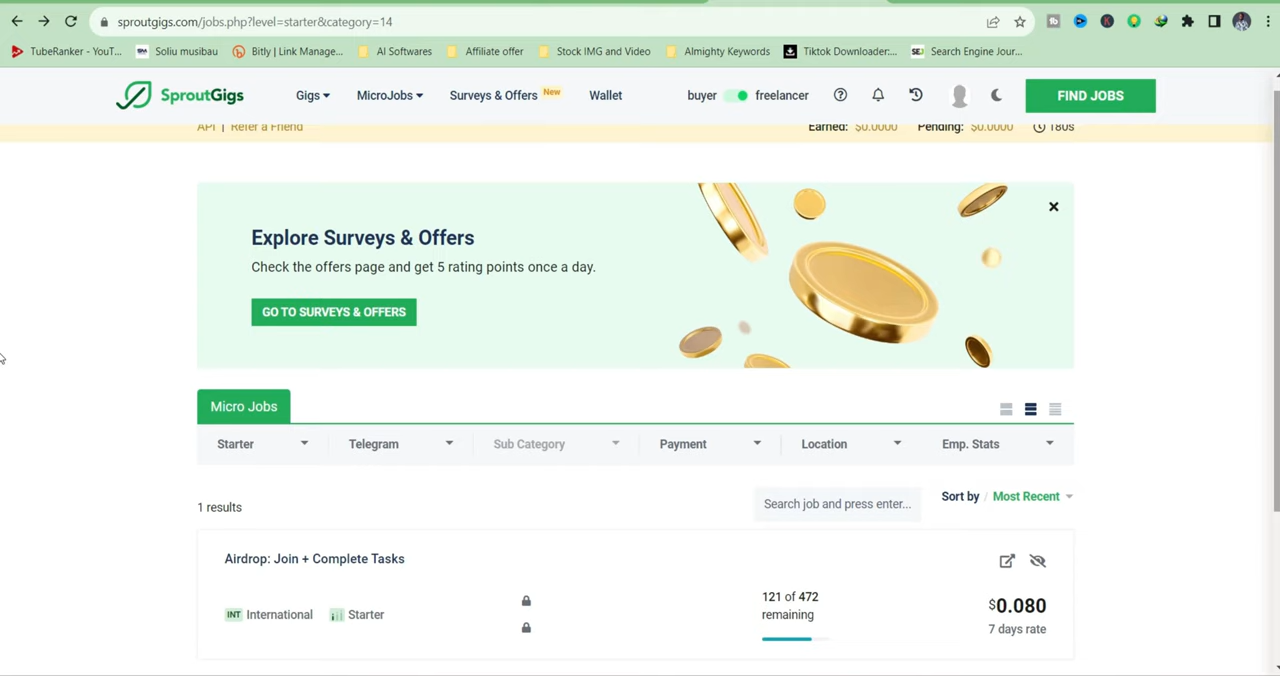 sproutgigs.com/jobs.php?level=starter&category=14
TubeRanker - YouT... Soliu musibau Bitly | Link Manage... AI Softwares Affiliate offer Stock IMG and Video Almighty Keywords Tiktok Downloader:... Search Engine Jour...
SproutGigs Gigs MicroJobs Surveys & Offers New Wallet buyer freelancer FIND JOBS
API | Refer a Friend Earned: $0.0000 Pending: $0.0000 180s
Explore Surveys & Offers
Check the offers page and get 5 rating points once a day.
GO TO SURVEYS & OFFERS
Micro Jobs
Starter Telegram Sub Category Payment Location Emp. Stats
1 results Search job and press enter... Sort by / Most Recent
Airdrop: Join + Complete Tasks
INT International Starter
121 of 472
remaining
$0.080
7 days rate